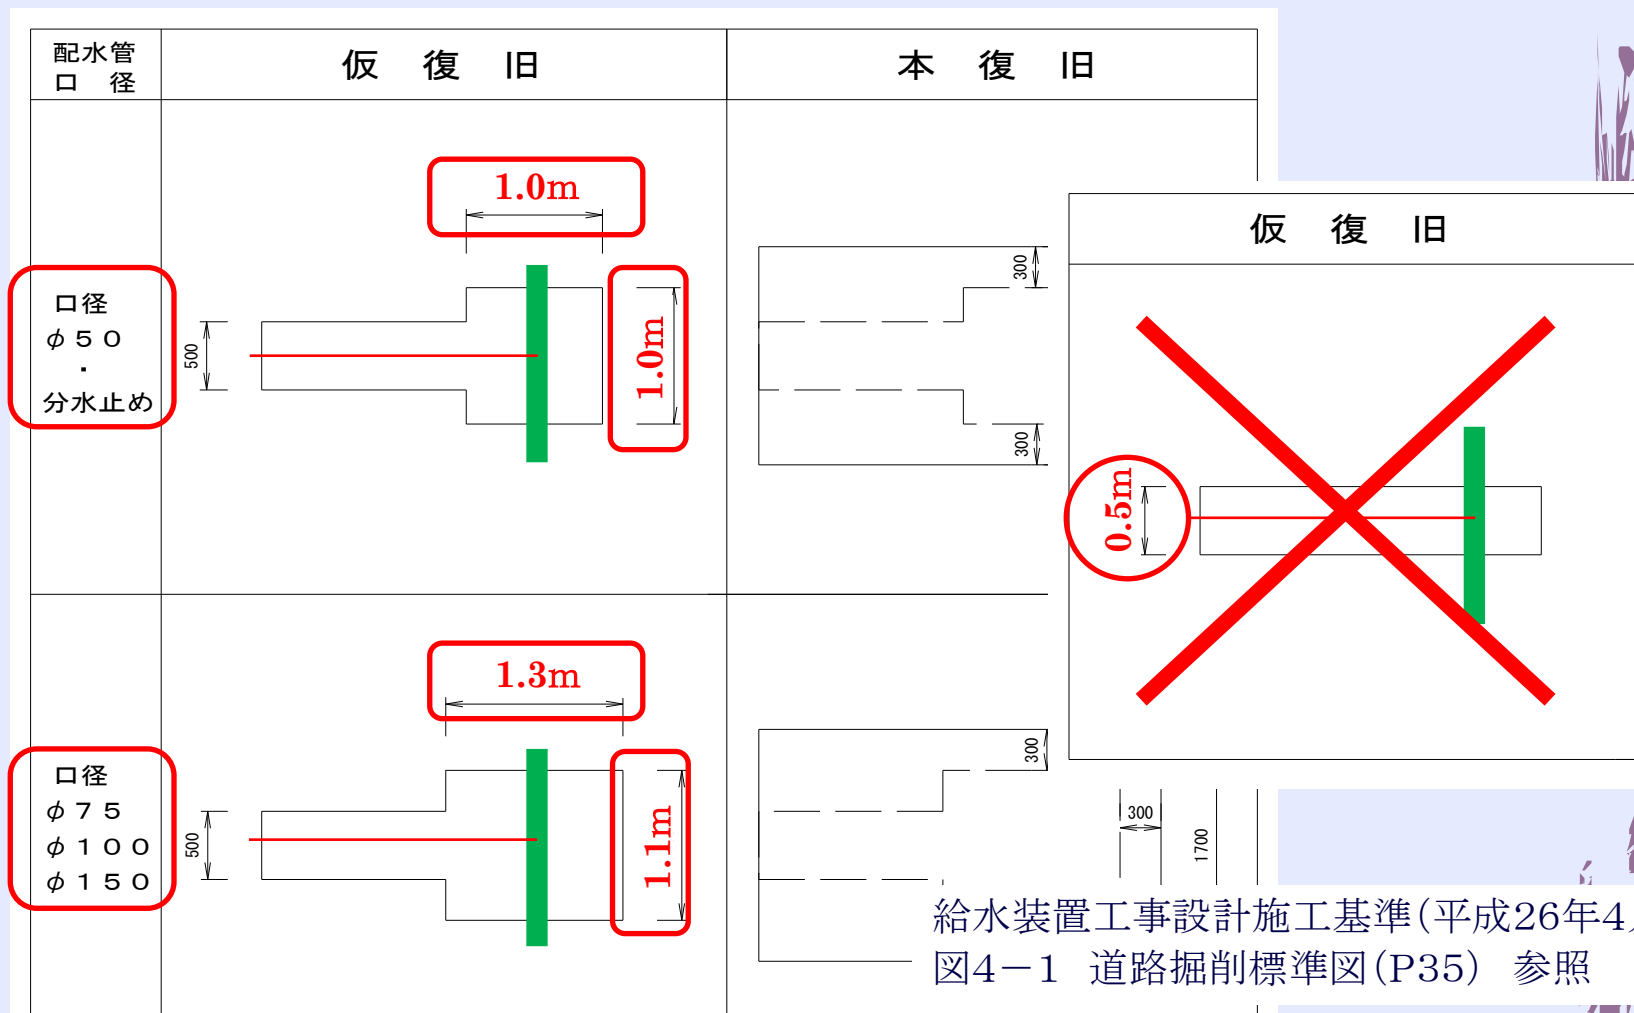 配水管
口　径
仮　復　旧
本　復　旧
1.0m
口径
φ５０
・
分水止め
500
1.0m
300
300
仮　復　旧
0.5m
1.3m
口径
φ７５
φ１００
φ１５０
500
1.1m
300
300
1700
給水装置工事設計施工基準(平成26年4
図4－1 道路掘削標準図(P35) 参照